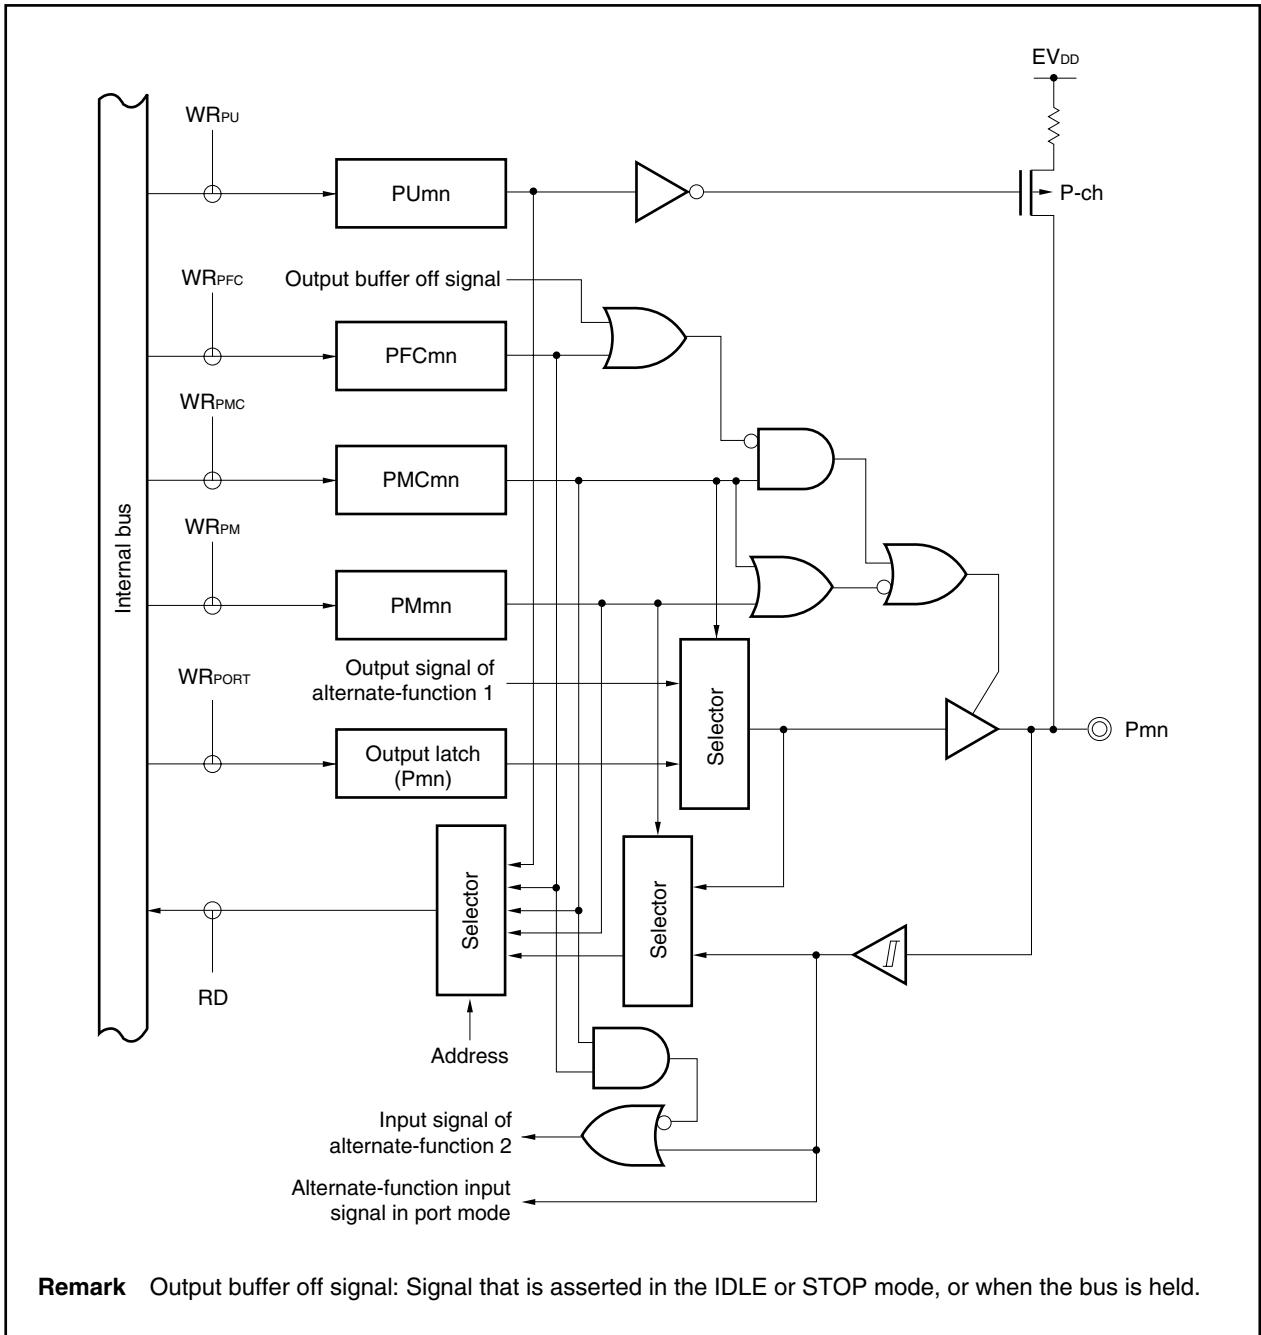 EVDD
WRPU
PUmn
P-ch
WRPFC
Output buffer off signal
PFCmn
WRPMC
PMCmn
Internal bus
WRPM
PMmn
WRPORT
Output signal of
alternate-function 1
Selector
Output latch
(Pmn)
Pmn
Selector
Selector
RD
Address
Input signal of
alternate-function 2
Alternate-function input
signal in port mode
Remark Output buffer off signal: Signal that is asserted in the IDLE or STOP mode, or when the bus is held.